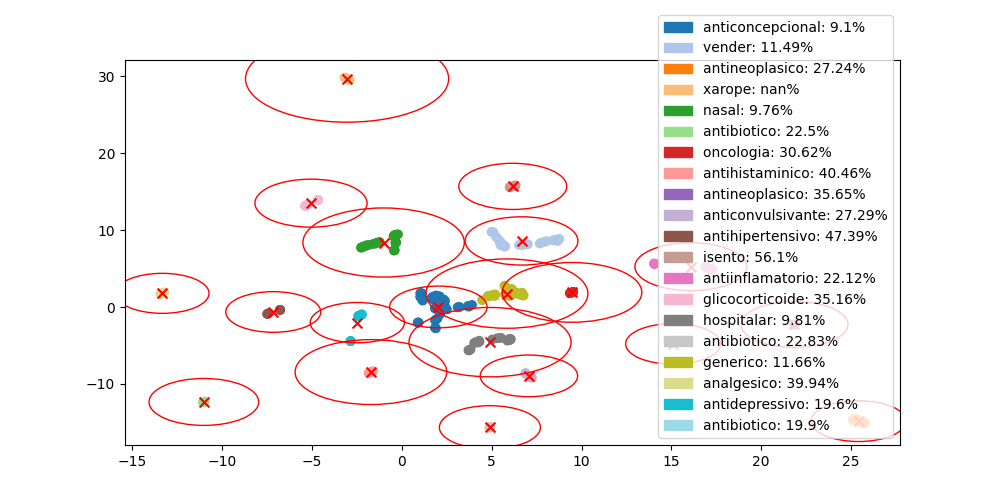 anticoncepcional: 9.1%
vender: 11.49%
antineoplasico: 27.24%
xarope: nan%
nasal: 9.76%
antibiotico: 22.5%
oncologia: 30.62%
antihistaminico: 40.46%
antineoplasico: 35.65%
anticonvulsivante: 27.29%
antihipertensivo: 47.39%
isento: 56.1%
antiinflamatorio: 22.12%
glicocorticoide: 35.16%
hospitalar: 9.81%
antibiotico: 22.83%
generico: 11.66%
analgesico: 39.94%
antidepressivo: 19.6%
antibiotico: 19.9%
30
20
10
0
−10
−15 −10 −5 0 5 10 15 20 25